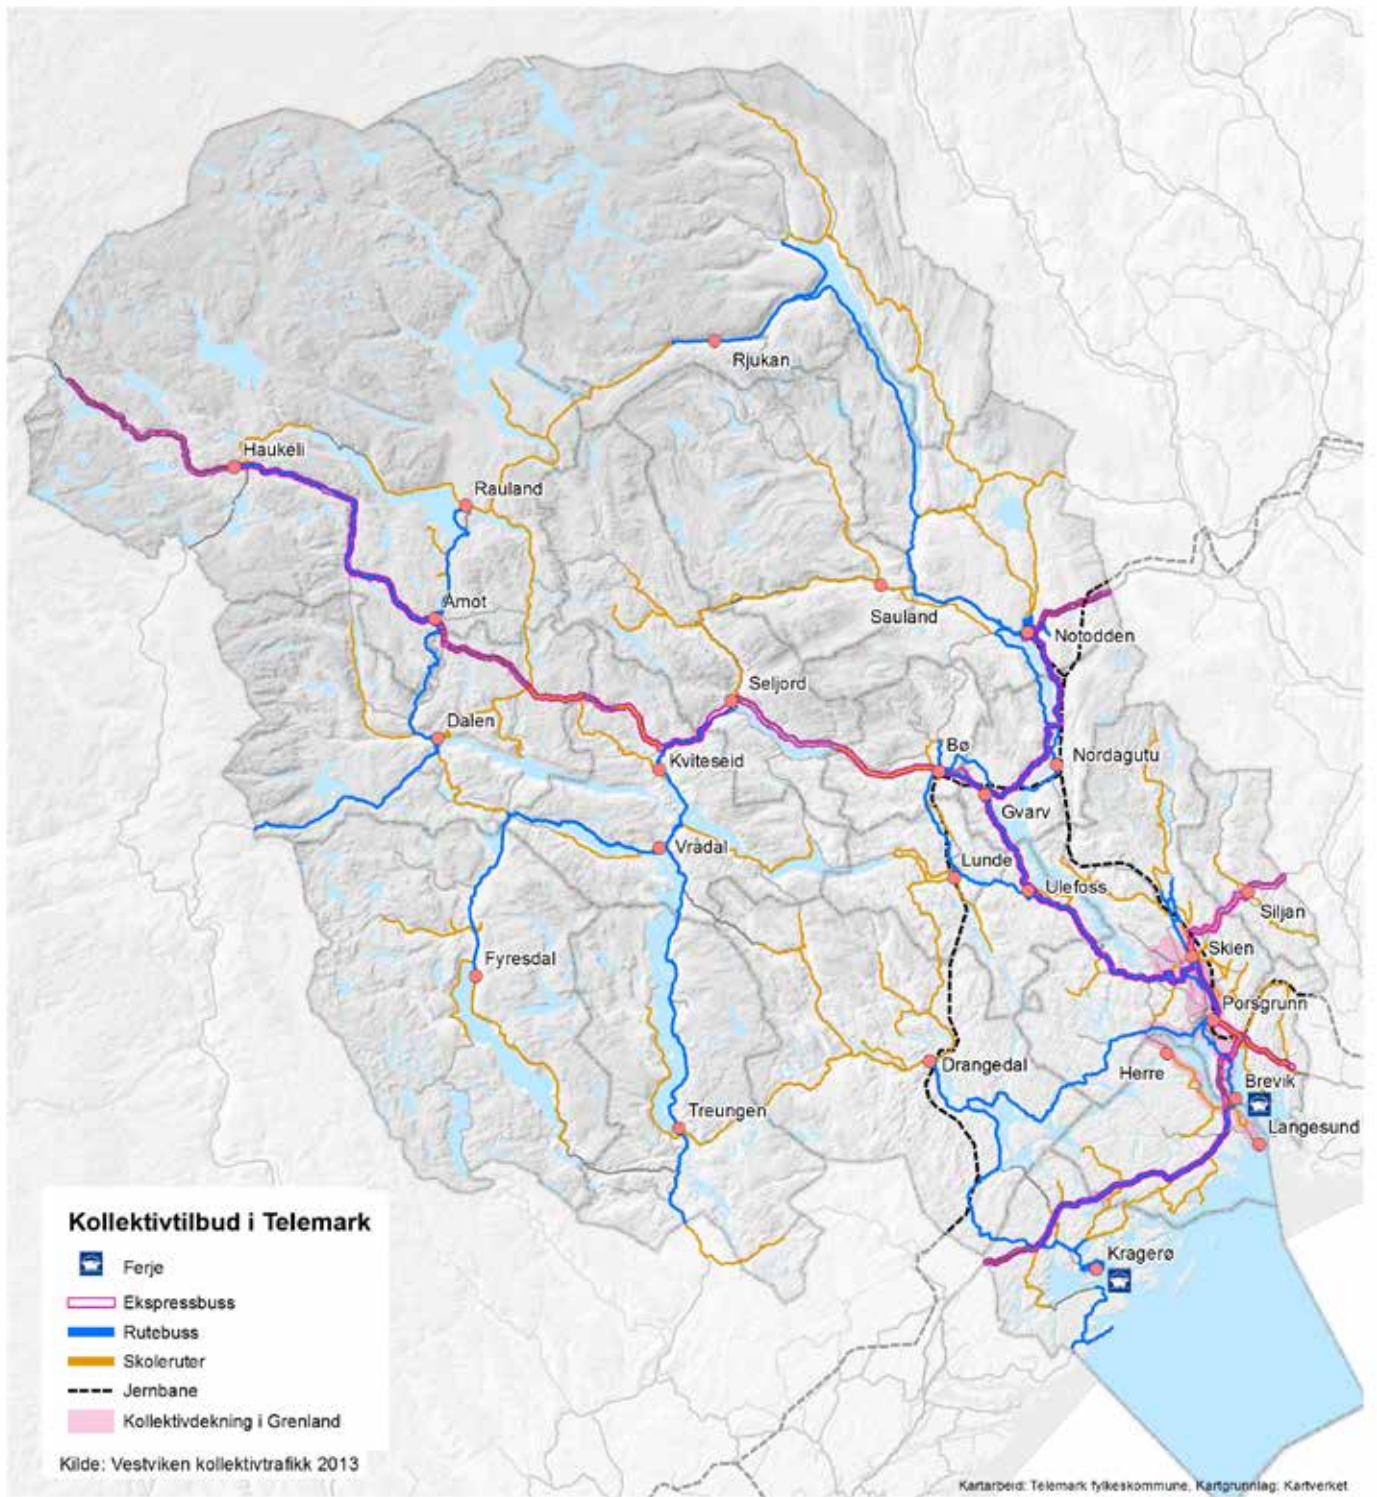 Rjukan
Haukeli
Rauland
Åmot
Sauland
Notodden
Seljord
Dalen
Bø
Nordagutu
Kviteseid
Gvarv
Vrådal
Lunde
Ulefoss
Siljan
Skien
Fyresdal
Porsgrunn
Drangedal
Herre
Brevik
Treungen
Langesund
Kragerø
Kollektivtilbud i Telemark
Ferje
Ekspressbuss
Rutebuss
Skoleruter
Jernbane
Kollektivdekning i Grenland
Kilde: Vestviken kollektivtrafikk 2013
Kartarbeid: Telemark fylkeskommune, Kartgrunnlag: Kartverket